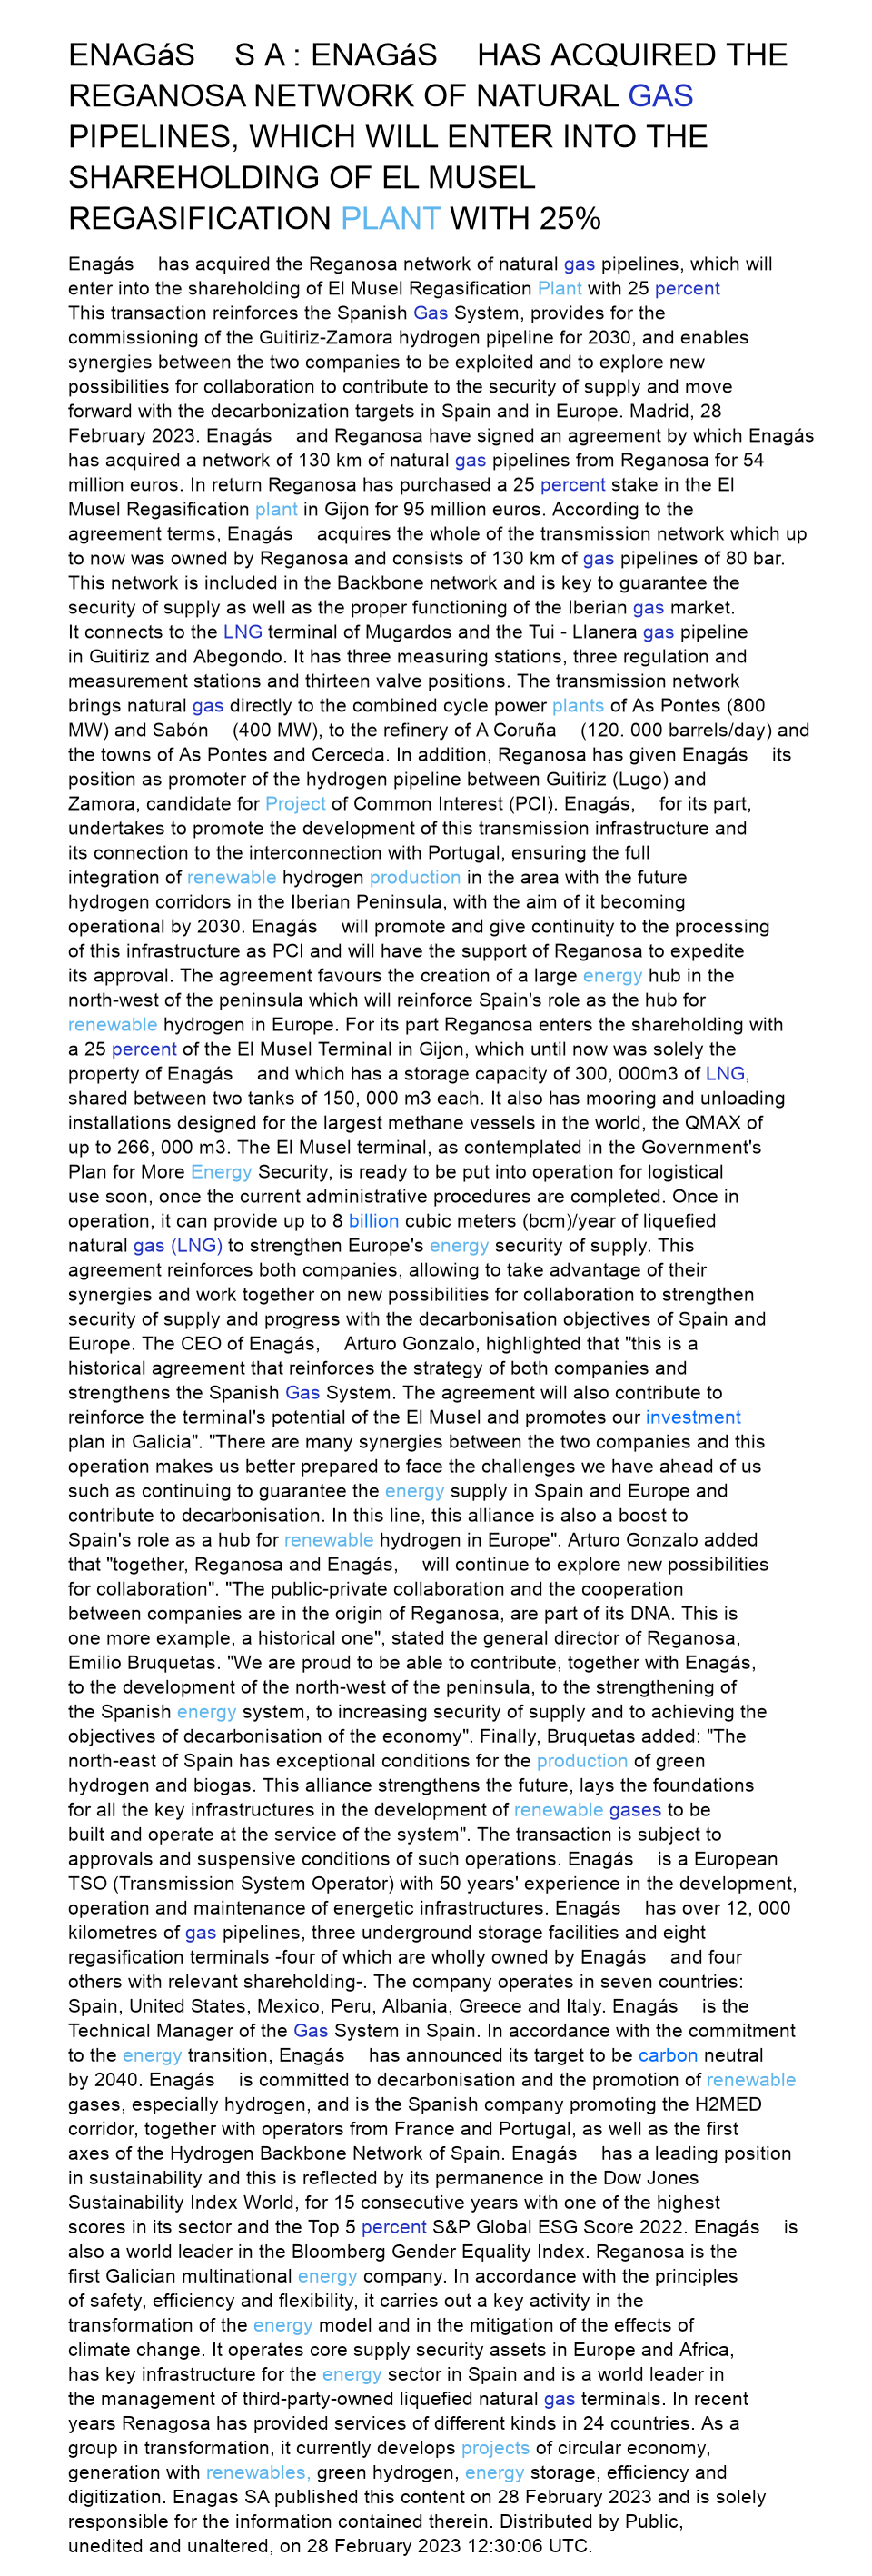 ENAGáS S A : ENAGáS HAS ACQUIRED THE
REGANOSA NETWORK OF NATURAL GAS
PIPELINES, WHICH WILL ENTER INTO THE
SHAREHOLDING OF EL MUSEL
REGASIFICATION PLANT WITH 25%
Enagás has acquired the Reganosa network of natural gas pipelines, which will
enter into the shareholding of El Musel Regasification Plant with 25 percent
This transaction reinforces the Spanish Gas System, provides for the
commissioning of the Guitiriz-Zamora hydrogen pipeline for 2030, and enables
synergies between the two companies to be exploited and to explore new
possibilities for collaboration to contribute to the security of supply and move
forward with the decarbonization targets in Spain and in Europe. Madrid, 28
February 2023. Enagás and Reganosa have signed an agreement by which Enagás
has acquired a network of 130 km of natural gas pipelines from Reganosa for 54
million euros. In return Reganosa has purchased a 25 percent stake in the El
Musel Regasification plant in Gijon for 95 million euros. According to the
agreement terms, Enagás acquires the whole of the transmission network which up
to now was owned by Reganosa and consists of 130 km of gas pipelines of 80 bar.
This network is included in the Backbone network and is key to guarantee the
security of supply as well as the proper functioning of the Iberian gas market.
It connects to the LNG terminal of Mugardos and the Tui - Llanera gas pipeline
in Guitiriz and Abegondo. It has three measuring stations, three regulation and
measurement stations and thirteen valve positions. The transmission network
brings natural gas directly to the combined cycle power plants of As Pontes (800
MW) and Sabón (400 MW), to the refinery of A Coruña (120. 000 barrels/day) and
the towns of As Pontes and Cerceda. In addition, Reganosa has given Enagás its
position as promoter of the hydrogen pipeline between Guitiriz (Lugo) and
Zamora, candidate for Project of Common Interest (PCI). Enagás, for its part,
undertakes to promote the development of this transmission infrastructure and
its connection to the interconnection with Portugal, ensuring the full
integration of renewable hydrogen production in the area with the future
hydrogen corridors in the Iberian Peninsula, with the aim of it becoming
operational by 2030. Enagás will promote and give continuity to the processing
of this infrastructure as PCI and will have the support of Reganosa to expedite
its approval. The agreement favours the creation of a large energy hub in the
north-west of the peninsula which will reinforce Spain's role as the hub for
renewable hydrogen in Europe. For its part Reganosa enters the shareholding with
a 25 percent of the El Musel Terminal in Gijon, which until now was solely the
property of Enagás and which has a storage capacity of 300, 000m3 of LNG,
shared between two tanks of 150, 000 m3 each. It also has mooring and unloading
installations designed for the largest methane vessels in the world, the QMAX of
up to 266, 000 m3. The El Musel terminal, as contemplated in the Government's
Plan for More Energy Security, is ready to be put into operation for logistical
use soon, once the current administrative procedures are completed. Once in
operation, it can provide up to 8 billion cubic meters (bcm)/year of liquefied
natural gas (LNG) to strengthen Europe's energy security of supply. This
agreement reinforces both companies, allowing to take advantage of their
synergies and work together on new possibilities for collaboration to strengthen
security of supply and progress with the decarbonisation objectives of Spain and
Europe. The CEO of Enagás, Arturo Gonzalo, highlighted that "this is a
historical agreement that reinforces the strategy of both companies and
strengthens the Spanish Gas System. The agreement will also contribute to
reinforce the terminal's potential of the El Musel and promotes our investment
plan in Galicia". "There are many synergies between the two companies and this
operation makes us better prepared to face the challenges we have ahead of us
such as continuing to guarantee the energy supply in Spain and Europe and
contribute to decarbonisation. In this line, this alliance is also a boost to
Spain's role as a hub for renewable hydrogen in Europe". Arturo Gonzalo added
that "together, Reganosa and Enagás, will continue to explore new possibilities
for collaboration". "The public-private collaboration and the cooperation
between companies are in the origin of Reganosa, are part of its DNA. This is
one more example, a historical one", stated the general director of Reganosa,
Emilio Bruquetas. "We are proud to be able to contribute, together with Enagás,
to the development of the north-west of the peninsula, to the strengthening of
the Spanish energy system, to increasing security of supply and to achieving the
objectives of decarbonisation of the economy". Finally, Bruquetas added: "The
north-east of Spain has exceptional conditions for the production of green
hydrogen and biogas. This alliance strengthens the future, lays the foundations
for all the key infrastructures in the development of renewable gases to be
built and operate at the service of the system". The transaction is subject to
approvals and suspensive conditions of such operations. Enagás is a European
TSO (Transmission System Operator) with 50 years' experience in the development,
operation and maintenance of energetic infrastructures. Enagás has over 12, 000
kilometres of gas pipelines, three underground storage facilities and eight
regasification terminals -four of which are wholly owned by Enagás and four
others with relevant shareholding-. The company operates in seven countries:
Spain, United States, Mexico, Peru, Albania, Greece and Italy. Enagás is the
Technical Manager of the Gas System in Spain. In accordance with the commitment
to the energy transition, Enagás has announced its target to be carbon neutral
by 2040. Enagás is committed to decarbonisation and the promotion of renewable
gases, especially hydrogen, and is the Spanish company promoting the H2MED
corridor, together with operators from France and Portugal, as well as the first
axes of the Hydrogen Backbone Network of Spain. Enagás has a leading position
in sustainability and this is reflected by its permanence in the Dow Jones
Sustainability Index World, for 15 consecutive years with one of the highest
scores in its sector and the Top 5 percent S&P Global ESG Score 2022. Enagás is
also a world leader in the Bloomberg Gender Equality Index. Reganosa is the
first Galician multinational energy company. In accordance with the principles
of safety, efficiency and flexibility, it carries out a key activity in the
transformation of the energy model and in the mitigation of the effects of
climate change. It operates core supply security assets in Europe and Africa,
has key infrastructure for the energy sector in Spain and is a world leader in
the management of third-party-owned liquefied natural gas terminals. In recent
years Renagosa has provided services of different kinds in 24 countries. As a
group in transformation, it currently develops projects of circular economy,
generation with renewables, green hydrogen, energy storage, efficiency and
digitization. Enagas SA published this content on 28 February 2023 and is solely
responsible for the information contained therein. Distributed by Public,
unedited and unaltered, on 28 February 2023 12:30:06 UTC.